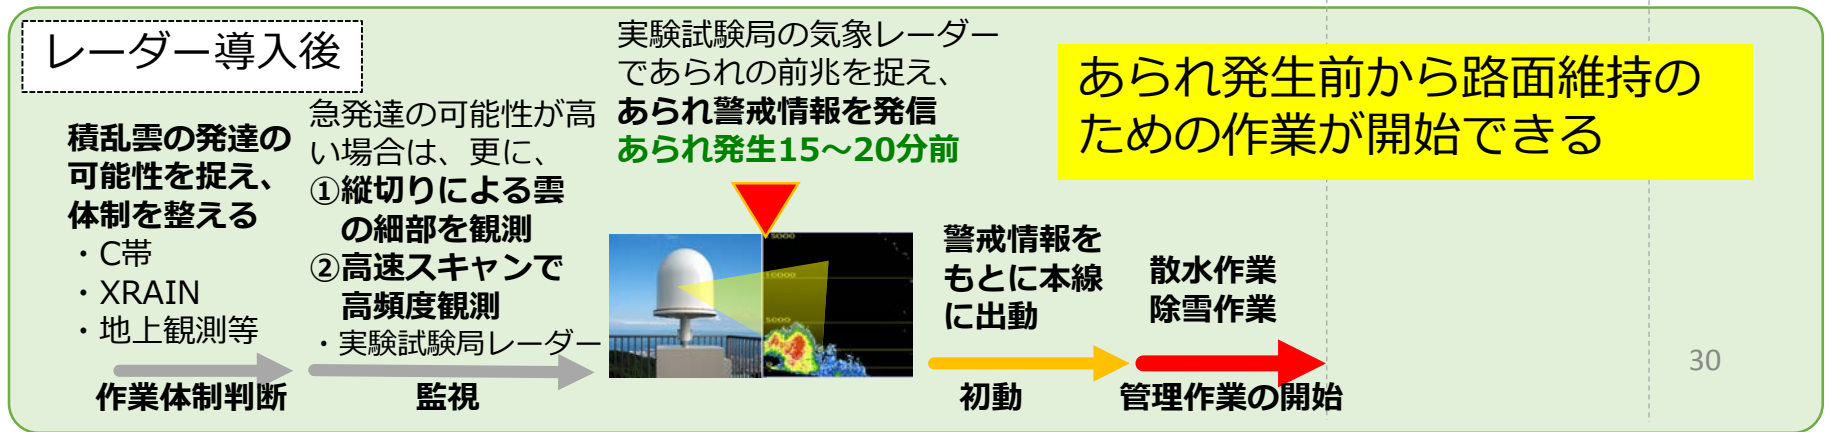 レーダー導入後
積乱雲の発達の
可能性を捉え、
体制を整える
・C帯
・XRAIN
・地上観測等
作業体制判断
急発達の可能性が高
い場合は、更に、
①縦切りによる雲
の細部を観測
②高速スキャンで
高頻度観測
・実験試験局レーダー
監視
実験試験局の気象レーダー
であられの前兆を捉え、
あられ警戒情報を発信
あられ発生15～20分前
警戒情報を
もとに本線
に出動
初動
散水作業
除雪作業
管理作業の開始
あられ発生前から路面維持の
ための作業が開始できる
30